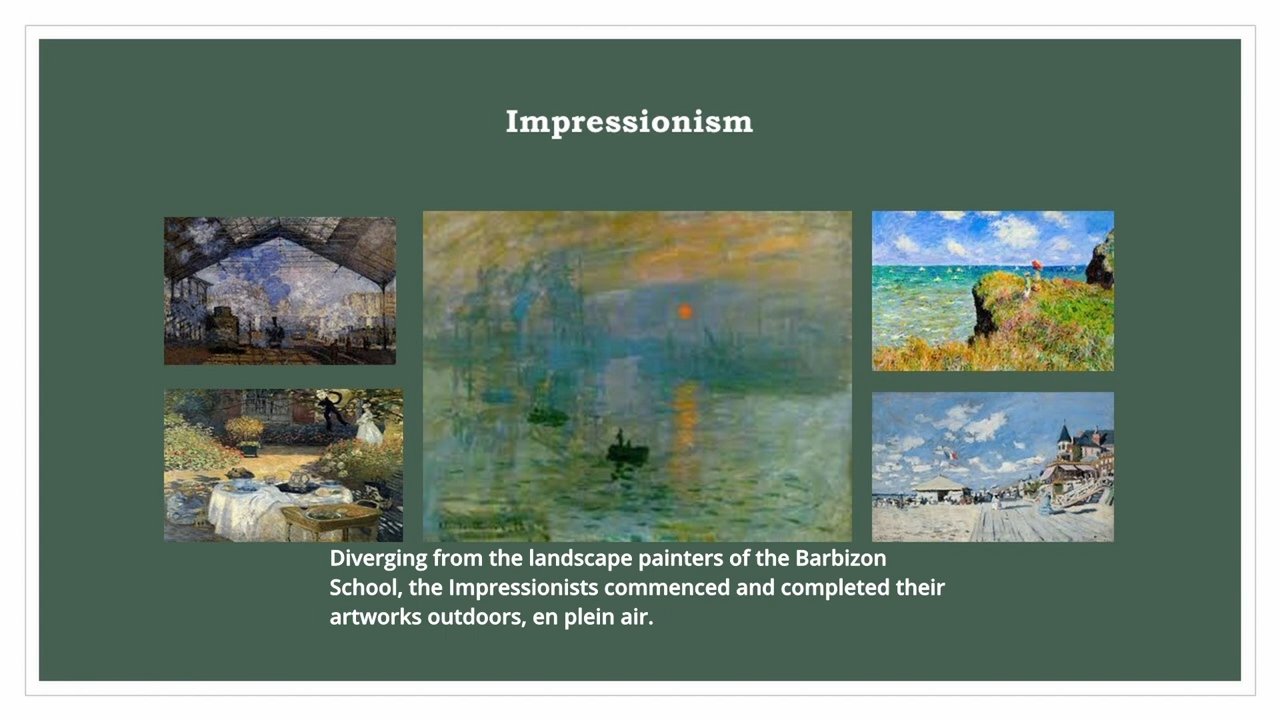 Impressionism
Diverging from the landscape painters of the Barbizon
School, the Impressionists commenced and completed their
artworks outdoors, en plein air.